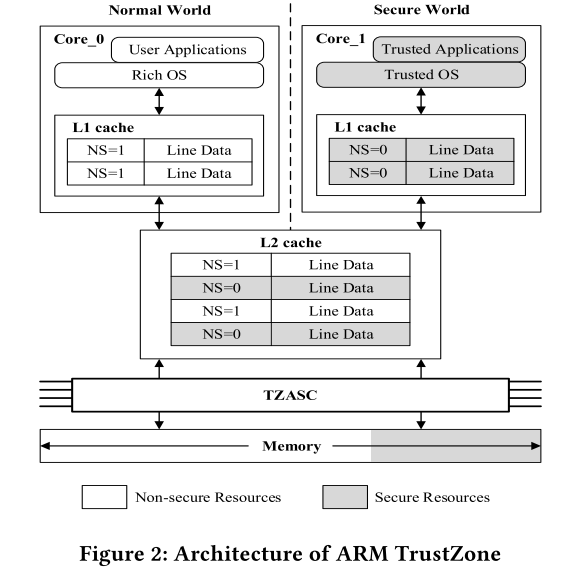 Normal World
Secure World
Core_0
User Applications
Rich OS
L1 cache
NS=1 Line Data
NS=1 Line Data
Core_1
Trusted Applications
Trusted OS
L1 cache
NS=0 Line Data
NS=0 Line Data
L2 cache
NS=1 Line Data
NS=0 Line Data
NS=1 Line Data
NS=0 Line Data
TZASC
Memory
Non-secure Resources
Secure Resources
Figure 2: Architecture of ARM TrustZone